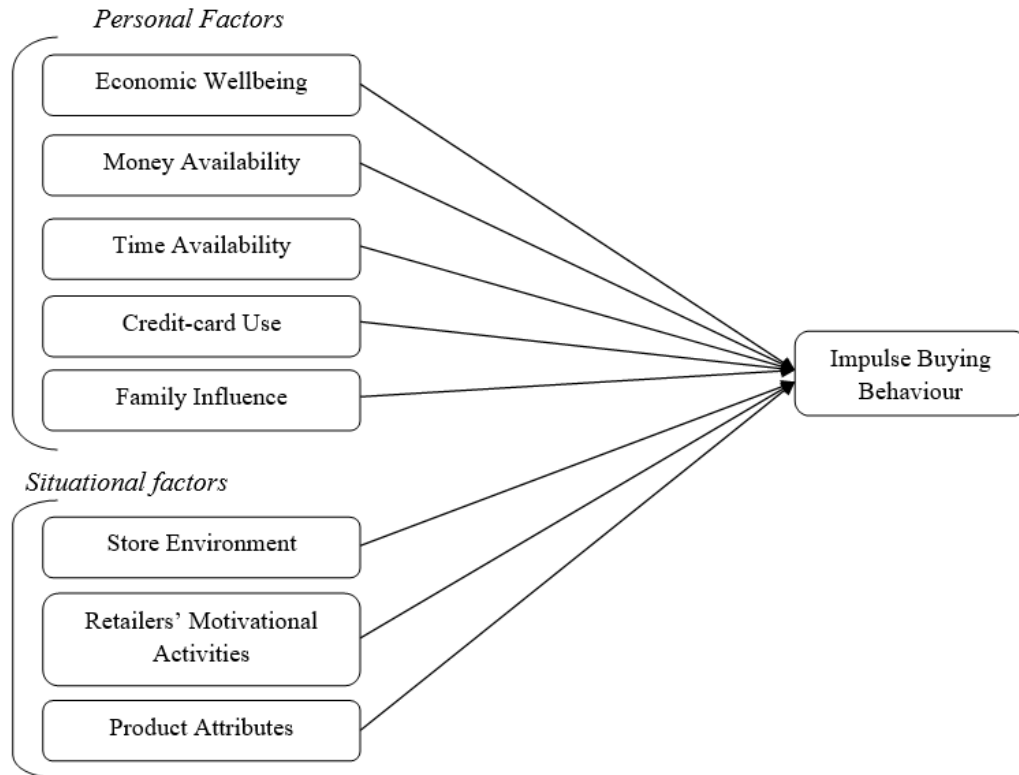 Personal Factors
Economic Wellbeing
Money Availability
Time Availability
Credit-card Use
Family Influence
Impulse Buying
Behaviour
Situational factors
Store Environment
Retailers’ Motivational
Activities
Product Attributes